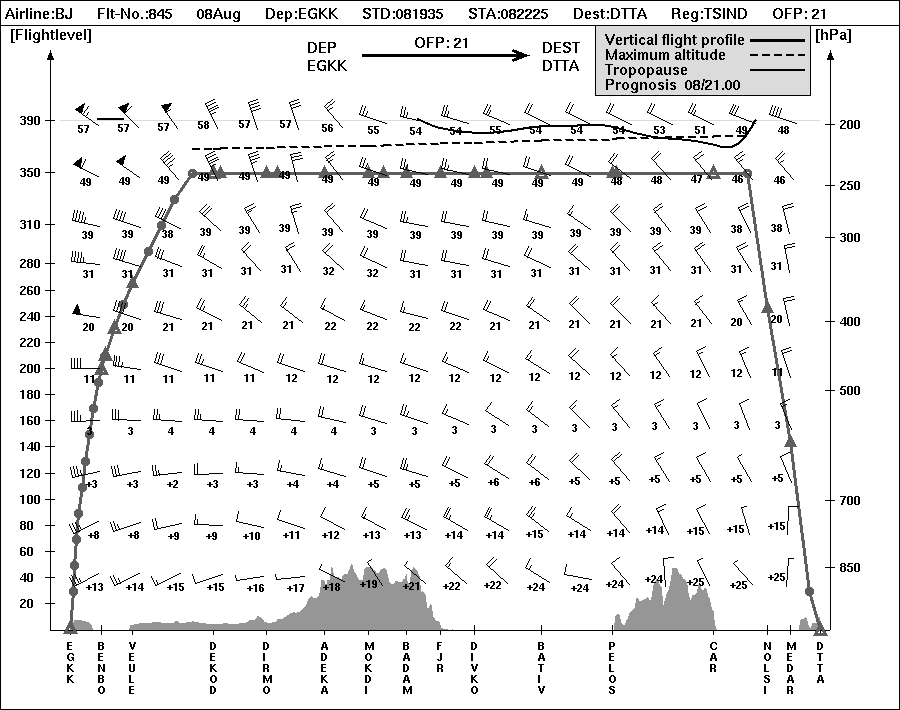 Airline:BJ Flt-No.:845 08Aug Dep:EGKK STD:081935 STA:082225 Dest:DTTA Reg:TSIND OFP: 21
[Flightlevel] DEP OFP: 21 DEST Vertical flight profile [hPa]
EGKK DTTA Maximum altitude
Tropopause
Prognosis 08/21.00
390 57 57 57 58 57 57 56 55 54 54 55 54 54 54 53 51 49 48 200
350 49 49 49 49 49 49 49 49 49 49 49 49 49 48 48 47 46 46 250
310 39 39 38 39 39 39 39 39 39 39 39 39 39 39 39 39 38 38 300
280 31 31 31 31 31 31 32 32 31 31 31 31 31 31 31 31 31 31
260
240 20 20 21 21 21 21 22 22 22 22 21 21 21 21 21 21 20 20 400
220
200 11 11 11 11 11 12 12 12 12 12 12 12 12 12 12 12 12 11
180 500
160 3 3 4 4 4 4 4 3 3 3 3 3 3 3 3 3 3 3
140
120 +3 +3 +2 +3 +3 +4 +4 +5 +5 +5 +6 +6 +5 +5 +5 +5 +5 +5
100 700
80 +8 +8 +9 +9 +10 +11 +12 +13 +13 +14 +14 +15 +14 +14 +14 +15 +15 +15
60
40 +13 +14 +15 +15 +16 +17 +18 +19 +21 +22 +22 +24 +24 +24 +24 +25 +25 +25 850
20
EGKK BENBO VEULE DEKOD DIRMO ADEKA MOKDI BADAM FJR DIVKO BATIV PELOS CAR NOLSI MEDAR DTTA